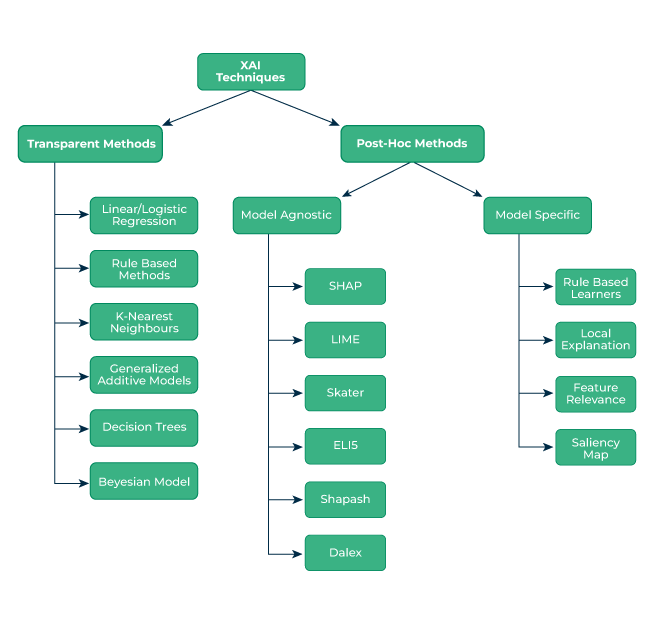 XAI
Techniques
Transparent Methods
Post-Hoc Methods
Linear/Logistic
Regression
Rule Based
Methods
K-Nearest
Neighbours
Generalized
Additive Models
Decision Trees
Beyesian Model
Model Agnostic
SHAP
LIME
Skater
ELI5
Shapash
Dalex
Model Specific
Rule Based
Learners
Local
Explanation
Feature
Relevance
Saliency
Map